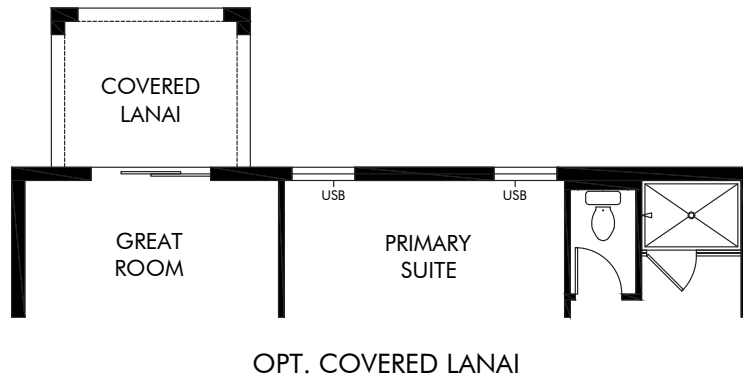 COVERED
LANAI
USB
USB
GREAT
ROOM
PRIMARY
SUITE
OPT. COVERED LANAI